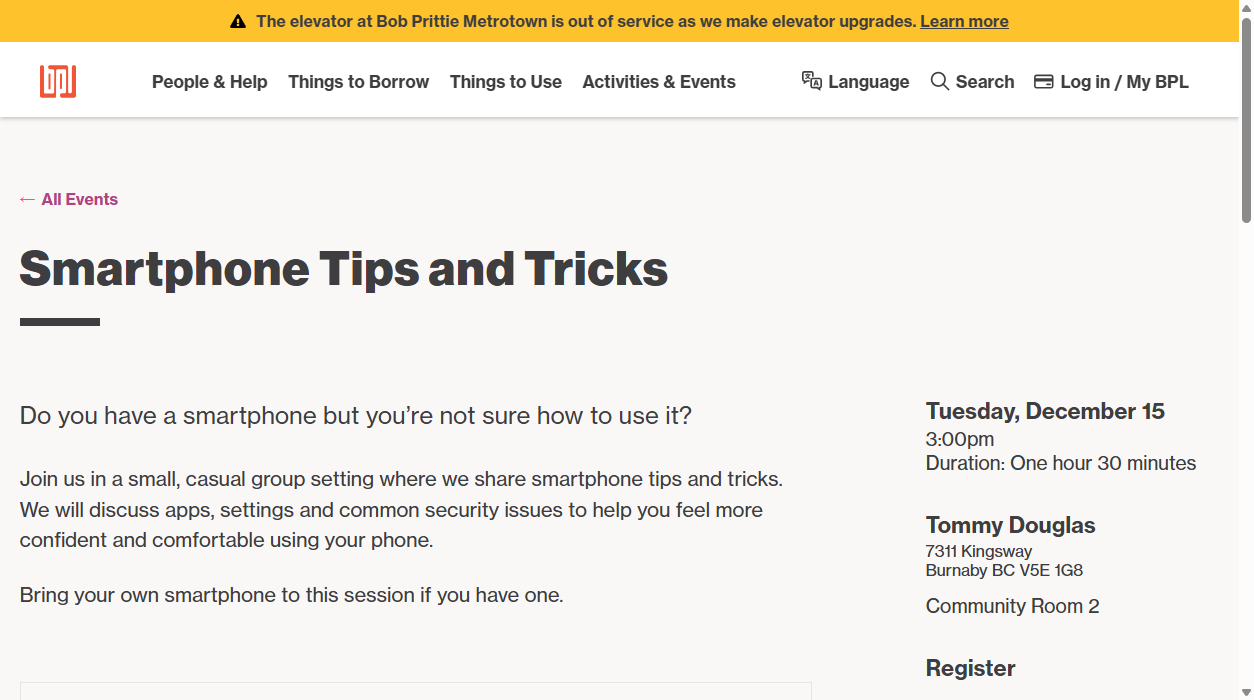 The elevator at Bob Prittie Metrotown is out of service as we make elevator upgrades. Learn more
People & Help Things to Borrow Things to Use Activities & Events Language Search Log in / My BPL
← All Events
Smartphone Tips and Tricks
Do you have a smartphone but you’re not sure how to use it?
Join us in a small, casual group setting where we share smartphone tips and tricks.
We will discuss apps, settings and common security issues to help you feel more
confident and comfortable using your phone.
Bring your own smartphone to this session if you have one.
Tuesday, December 15
3:00pm
Duration: One hour 30 minutes
Tommy Douglas
7311 Kingsway
Burnaby BC V5E 1G8
Community Room 2
Register